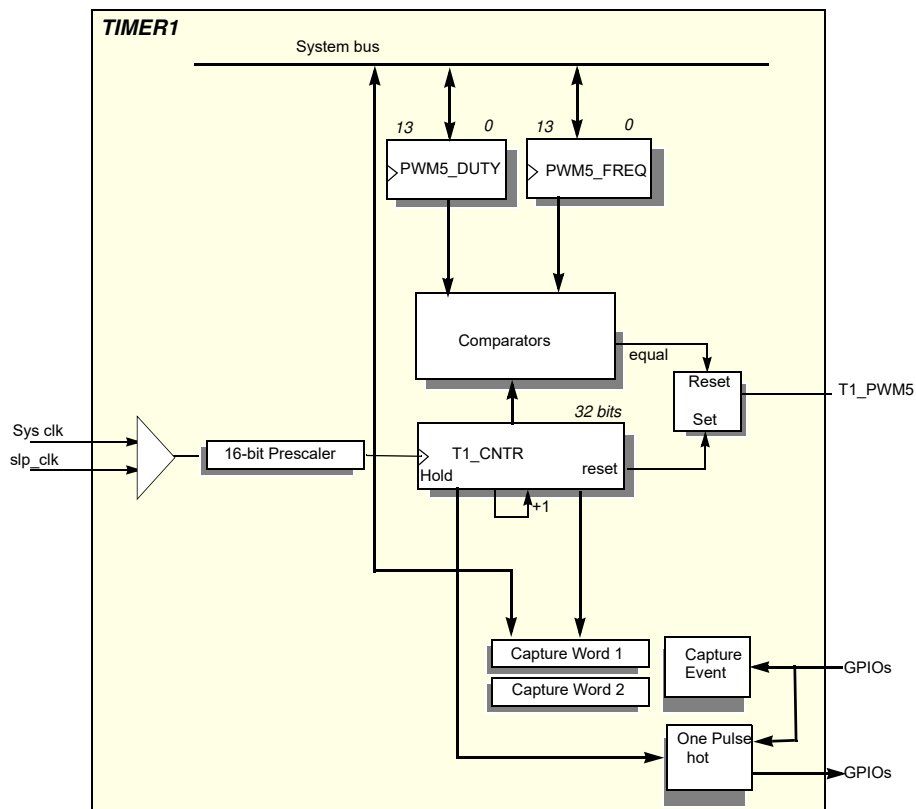 TIMER1
System bus
13 0 13 0
PWM5_DUTY PWM5_FREQ
Comparators
equal
Reset
T1_PWM5
32 bits
Set
Sys clk
slp_clk
16-bit Prescaler
T1_CNTR
Hold
reset
+1
Capture Word 1
Capture Word 2
Capture
Event
GPIOs
One Pulse
hot
GPIOs